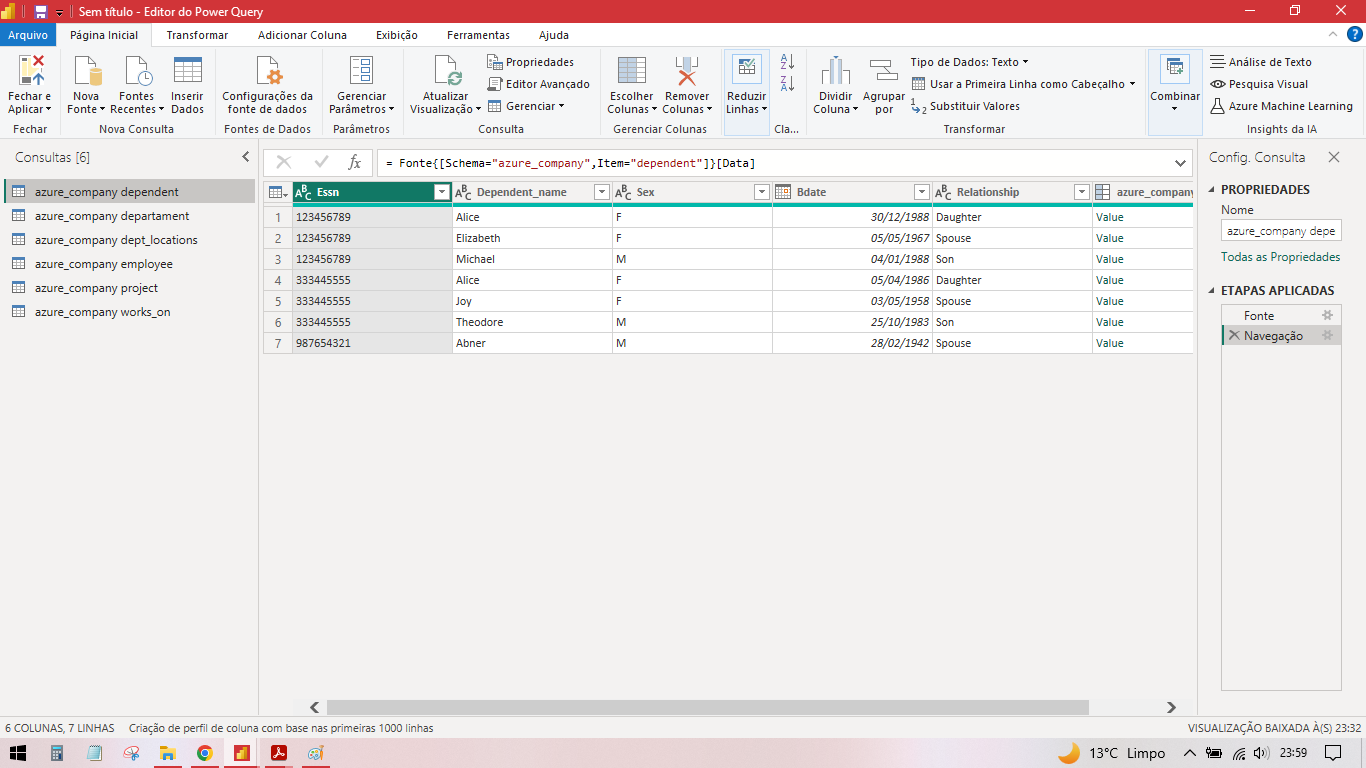 Sem título - Editor do Power Query
Arquivo Página Inicial Transformar Adicionar Coluna Exibição Ferramentas Ajuda
Fechar e Aplicar
Fechar
Nova Fonte
Fontes Recentes
Inserir Dados
Nova Consulta
Configurações da fonte de dados
Fontes de Dados
Gerenciar Parâmetros
Parâmetros
Atualizar Visualização
Propriedades
Editor Avançado
Gerenciar
Consulta
Escolher Colunas
Remover Colunas
Gerenciar Colunas
Reduzir Linhas
Cla...
Dividir Coluna
Agrupar por
Tipo de Dados: Texto
Usar a Primeira Linha como Cabeçalho
Substituir Valores
Transformar
Combinar
Análise de Texto
Pesquisa Visual
Azure Machine Learning
Insights da IA
Consultas [6]
azure_company dependent
azure_company departament
azure_company dept_locations
azure_company employee
azure_company project
azure_company works_on
fx
= Fonte{[Schema="azure_company",Item="dependent"]}[Data]
Essn Dependent_name Sex Bdate Relationship azure_company
1 123456789 Alice F 30/12/1988 Daughter Value
2 123456789 Elizabeth F 05/05/1967 Spouse Value
3 123456789 Michael M 04/01/1988 Son Value
4 333445555 Alice F 05/04/1986 Daughter Value
5 333445555 Joy F 03/05/1958 Spouse Value
6 333445555 Theodore M 25/10/1983 Son Value
7 987654321 Abner M 28/02/1942 Spouse Value
Config. Consulta
PROPRIEDADES
Nome
azure_company depe
Todas as Propriedades
ETAPAS APLICADAS
Fonte
Navegação
6 COLUNAS, 7 LINHAS Criação de perfil de coluna com base nas primeiras 1000 linhas
VISUALIZAÇÃO BAIXADA À(S) 23:32
13°C Limpo 23:59